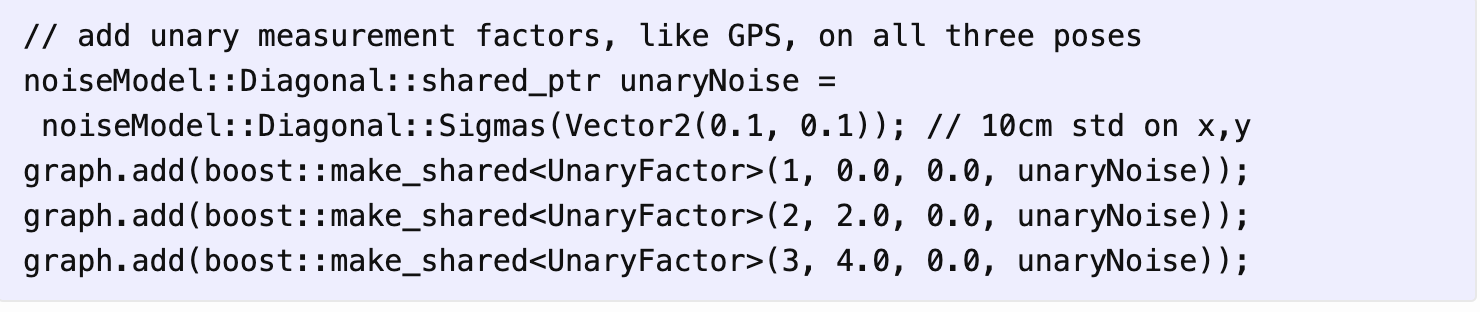 // add unary measurement factors, like GPS, on all three poses
noiseModel::Diagonal::shared_ptr unaryNoise =
 noiseModel::Diagonal::Sigmas(Vector2(0.1, 0.1)); // 10cm std on x,y
graph.add(boost::make_shared<UnaryFactor>(1, 0.0, 0.0, unaryNoise));
graph.add(boost::make_shared<UnaryFactor>(2, 2.0, 0.0, unaryNoise));
graph.add(boost::make_shared<UnaryFactor>(3, 4.0, 0.0, unaryNoise));